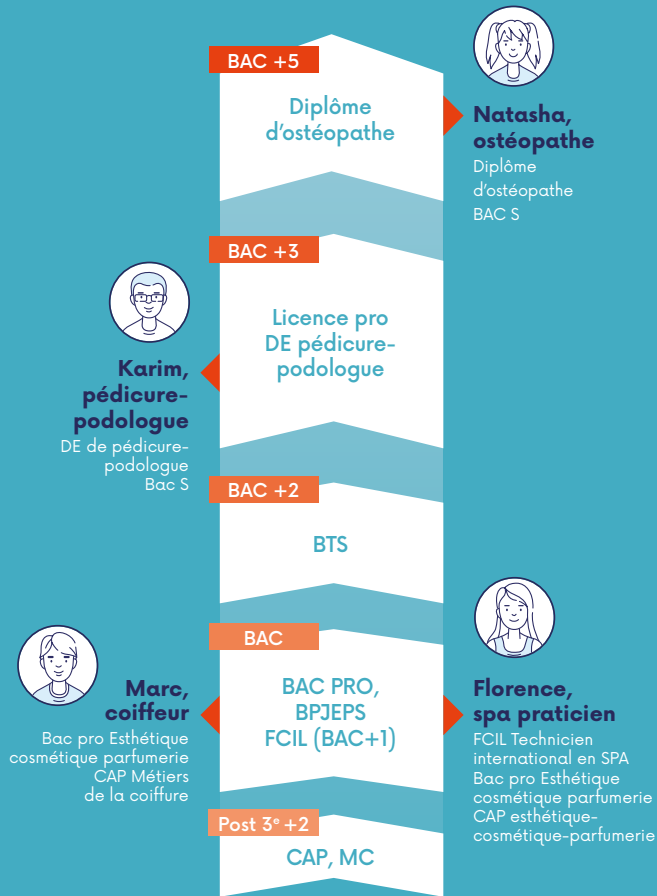 BAC +5
Diplôme
d'ostéopathe
Natasha,
ostéopathe
Diplôme
d'ostéopathe
BAC S
BAC +3
Licence pro
DE pédicure-
podologue
Karim,
pédicure-
podologue
DE de pédicure-
podologue
Bac S
BAC +2
BTS
BAC
BAC PRO,
BPJEPS
FCIL (BAC+1)
Marc,
coiffeur
Bac pro Esthétique
cosmétique parfumerie
CAP Métiers
de la coiffure
Florence,
spa praticien
FCIL Technicien
international en SPA
Bac pro Esthétique
cosmétique parfumerie
CAP esthétique-
cosmétique-parfumerie
Post 3e +2
CAP, MC